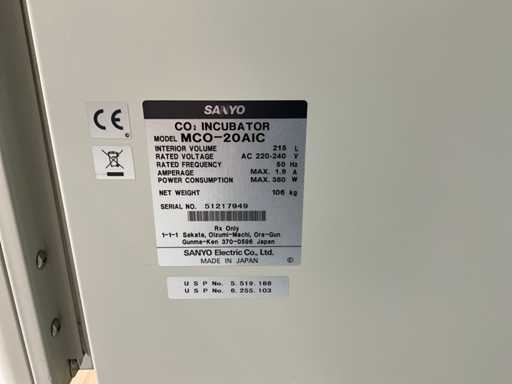 CE
SANYO
CO₂ INCUBATOR
MODEL MCO-20AIC
INTERIOR VOLUME 215 L
RATED VOLTAGE AC 220-240 V
RATED FREQUENCY 50 Hz
AMPERAGE MAX. 1.9 A
POWER CONSUMPTION MAX. 380 W
NET WEIGHT 106 kg
SERIAL NO. 51217949
Rx Only
1-1-1 Sakata, Oizumi-Machi, Ora-Gun
Gunma-Ken 370-0596 Japan
SANYO Electric Co., Ltd.
MADE IN JAPAN
U S P No. 5.519.188
U S P No. 6.255.103